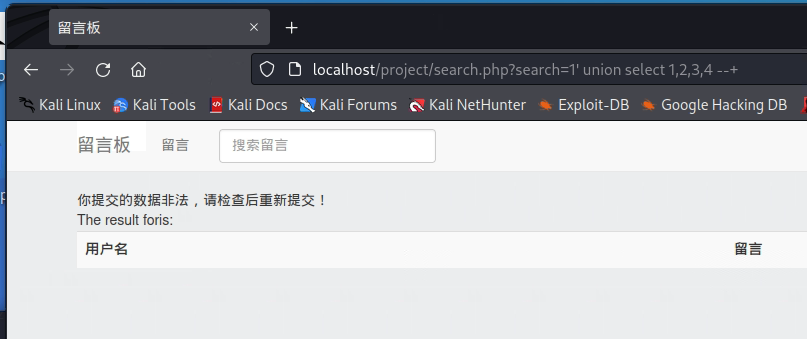 留言板
localhost/project/search.php?search=1' union select 1,2,3,4 --+
Kali Linux Kali Tools Kali Docs Kali Forums Kali NetHunter Exploit-DB Google Hacking DB
留言板 留言 搜索留言
你提交的数据非法，请检查后重新提交！
The result foris:
用户名 留言